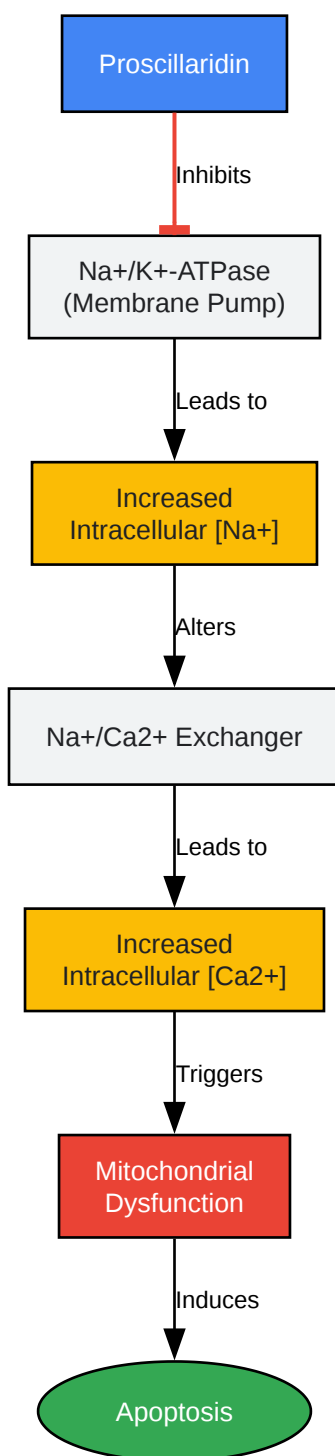 Proscillaridin
Inhibits
Na+/K+-ATPase
(Membrane Pump)
Leads to
Increased
Intracellular [Na+]
Alters
Na+/Ca2+ Exchanger
Leads to
Increased
Intracellular [Ca2+]
Triggers
Mitochondrial
Dysfunction
Induces
Apoptosis